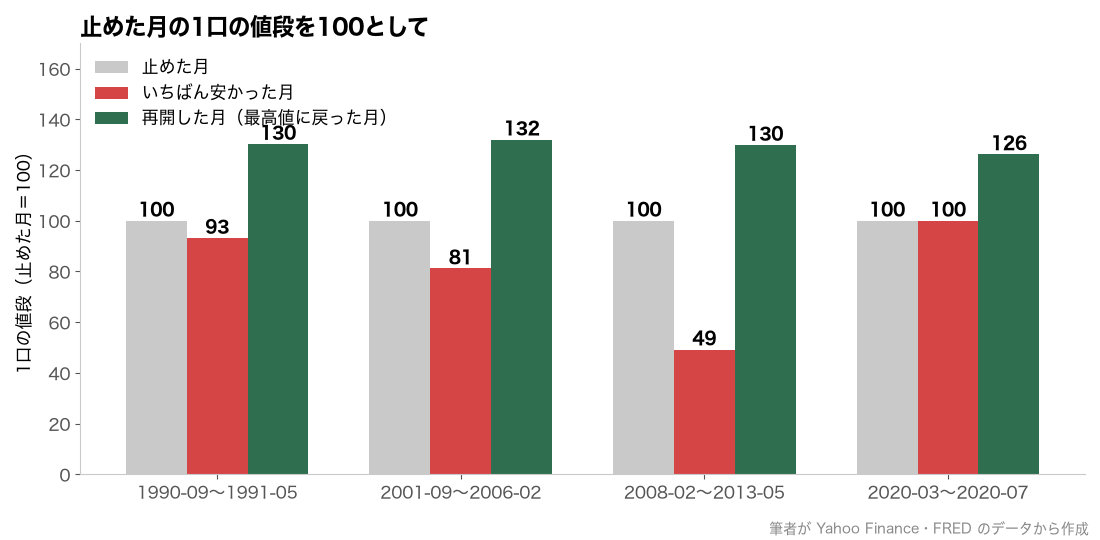 止めた月の1口の値段を100として
止めた月
いちばん安かった月
再開した月（最高値に戻った月）
1口の値段（止めた月＝100）
160
140
120
100
80
60
40
20
0
100 93 130
100 81 132
100 49 130
100 100 126
1990-09〜1991-05 2001-09〜2006-02 2008-02〜2013-05 2020-03〜2020-07
筆者が Yahoo Finance・FRED のデータから作成